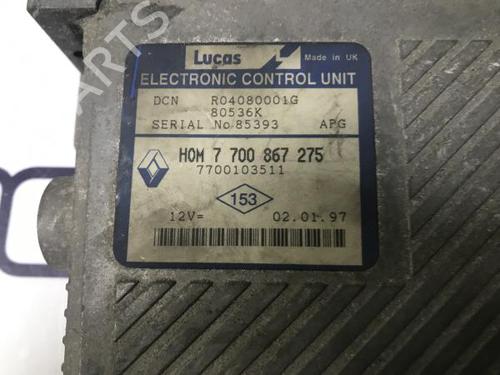 Lucas
Made in UK
ELECTRONIC CONTROL UNIT
DCN R04080001G
80536K
SERIAL No 85393 APG
HOM 7 700 867 275
7700103511
153
12V= 02.01.97
PARTS